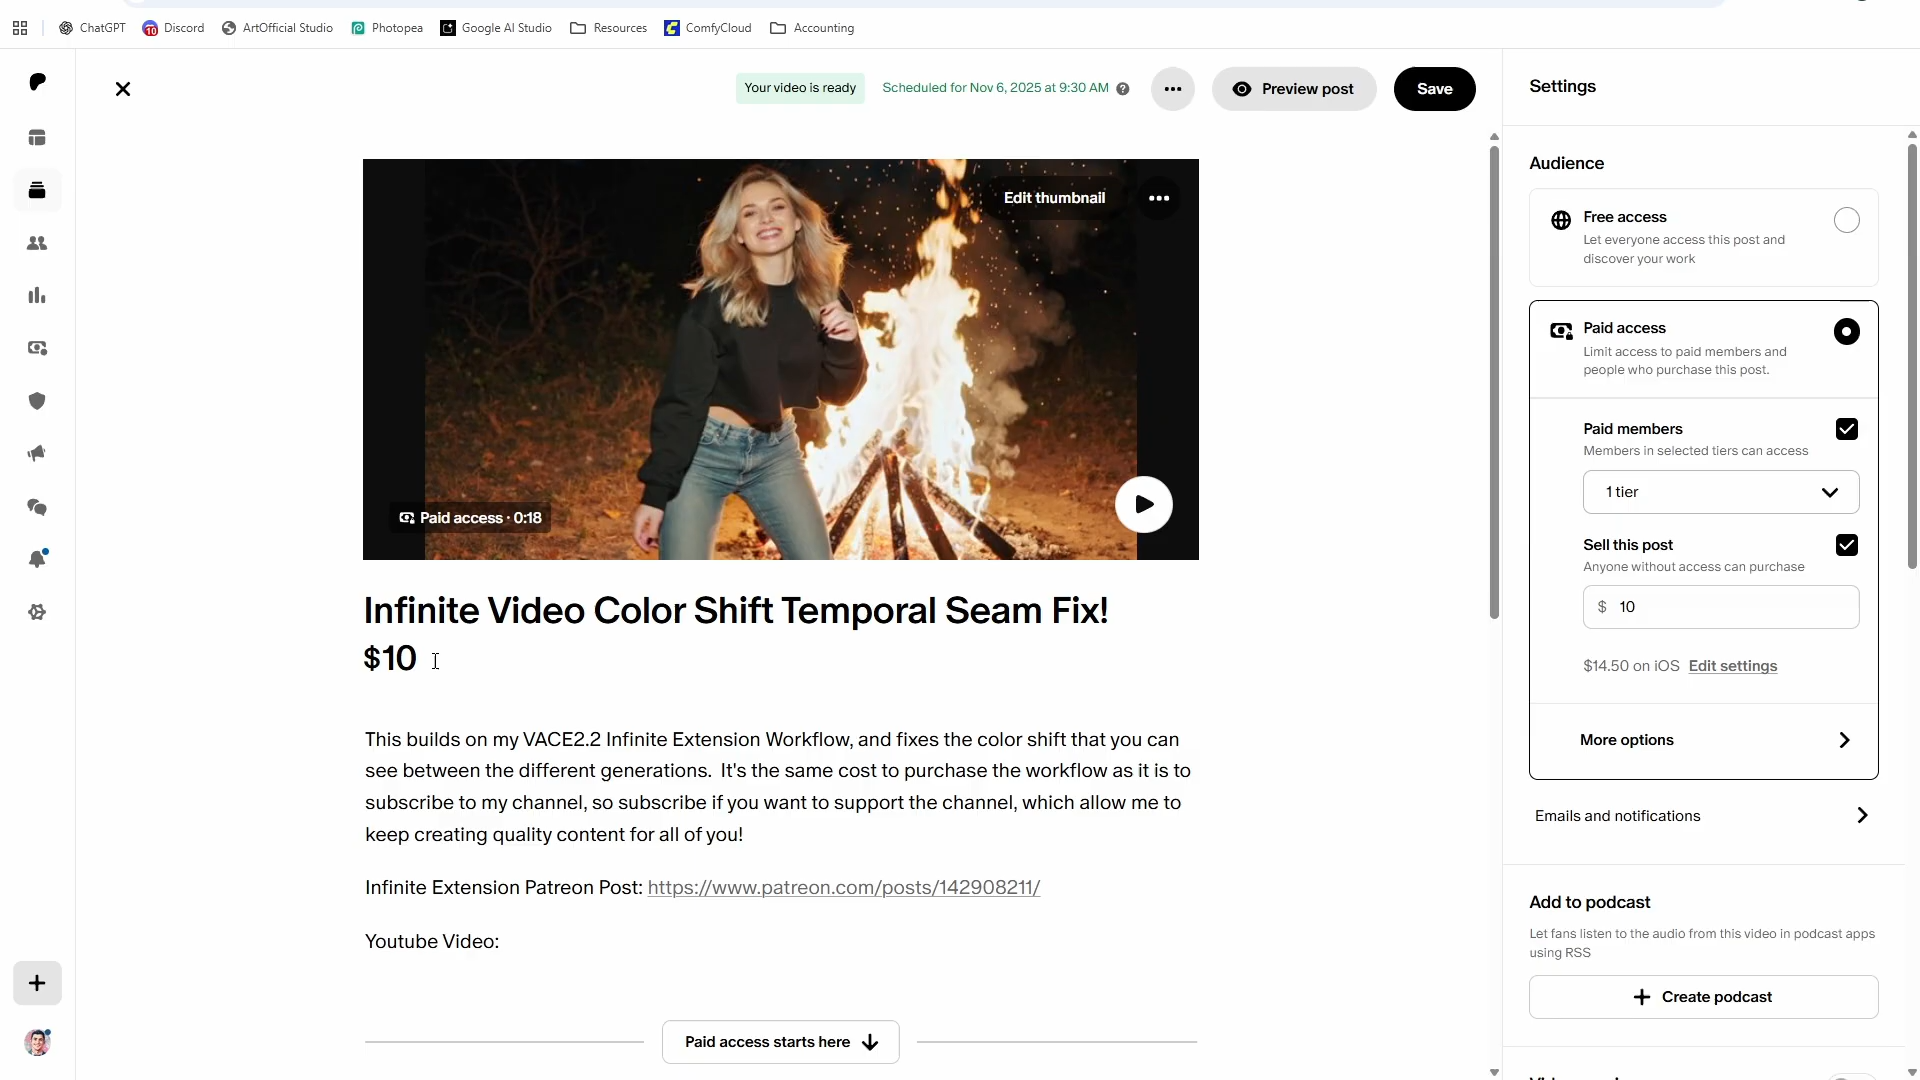 ChatGPT
10
Discord
ArtOfficial Studio
Photopea
Google AI Studio
Resources
ComfyCloud
Accounting
Your video is ready
Scheduled for Nov 6, 2025 at 9:30 AM
?
Preview post
Save
Settings
Edit thumbnail
Paid access · 0:18
Infinite Video Color Shift Temporal Seam Fix!
$10
This builds on my VACE2.2 Infinite Extension Workflow, and fixes the color shift that you can
see between the different generations.  It's the same cost to purchase the workflow as it is to
subscribe to my channel, so subscribe if you want to support the channel, which allow me to
keep creating quality content for all of you!
Infinite Extension Patreon Post: https://www.patreon.com/posts/142908211/
Youtube Video:
Paid access starts here
Audience
Free access
Let everyone access this post and
discover your work
Paid access
Limit access to paid members and
people who purchase this post.
Paid members
Members in selected tiers can access
1 tier
Sell this post
Anyone without access can purchase
$ 10
$14.50 on iOS Edit settings
More options
Emails and notifications
Add to podcast
Let fans listen to the audio from this video in podcast apps
using RSS
Create podcast